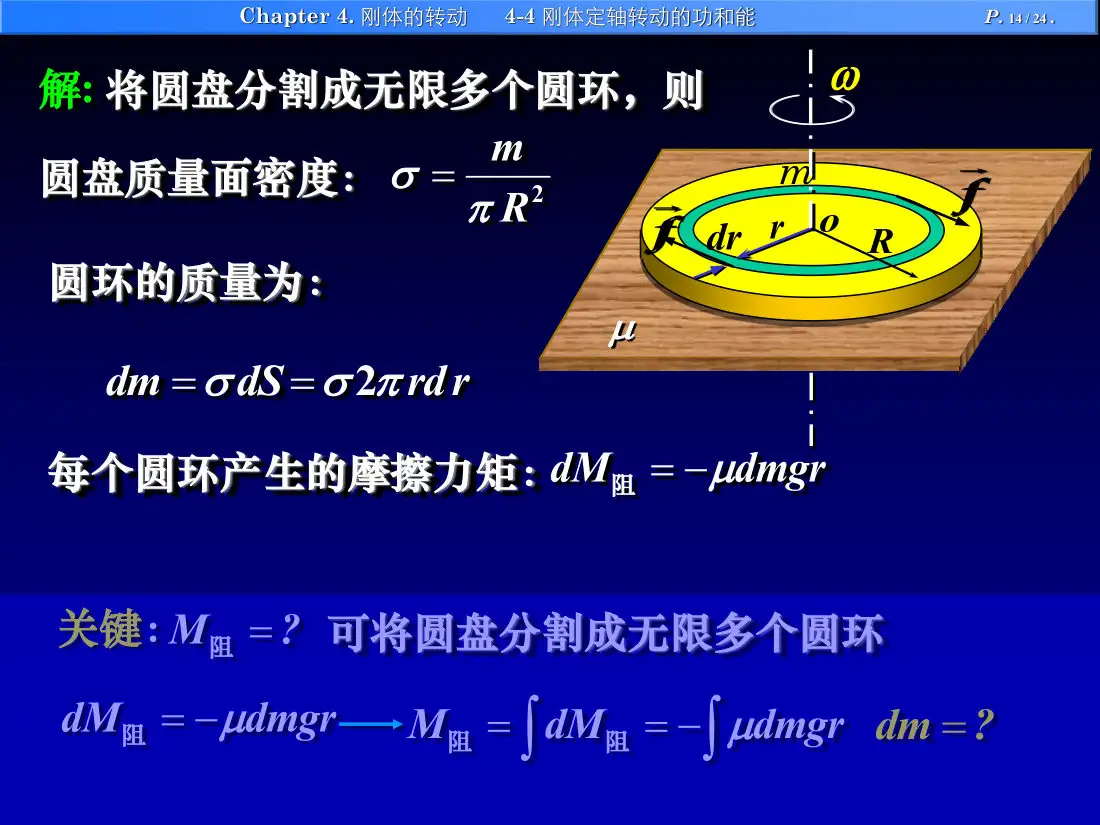 Chapter 4. 刚体的转动 4-4 刚体定轴转动的功和能 P. 14 / 24 .
解: 将圆盘分割成无限多个圆环，则
圆盘质量面密度： σ = m / π R²
圆环的质量为：
dm = σ dS = σ 2π rd r
每个圆环产生的摩擦力矩： dM阻 = −μdmgr
ω
m
f
f
dr r o R
μ
关键： M阻 = ? 可将圆盘分割成无限多个圆环
dM阻 = −μdmgr → M阻 = ∫ dM阻 = −∫ μdmgr dm = ?